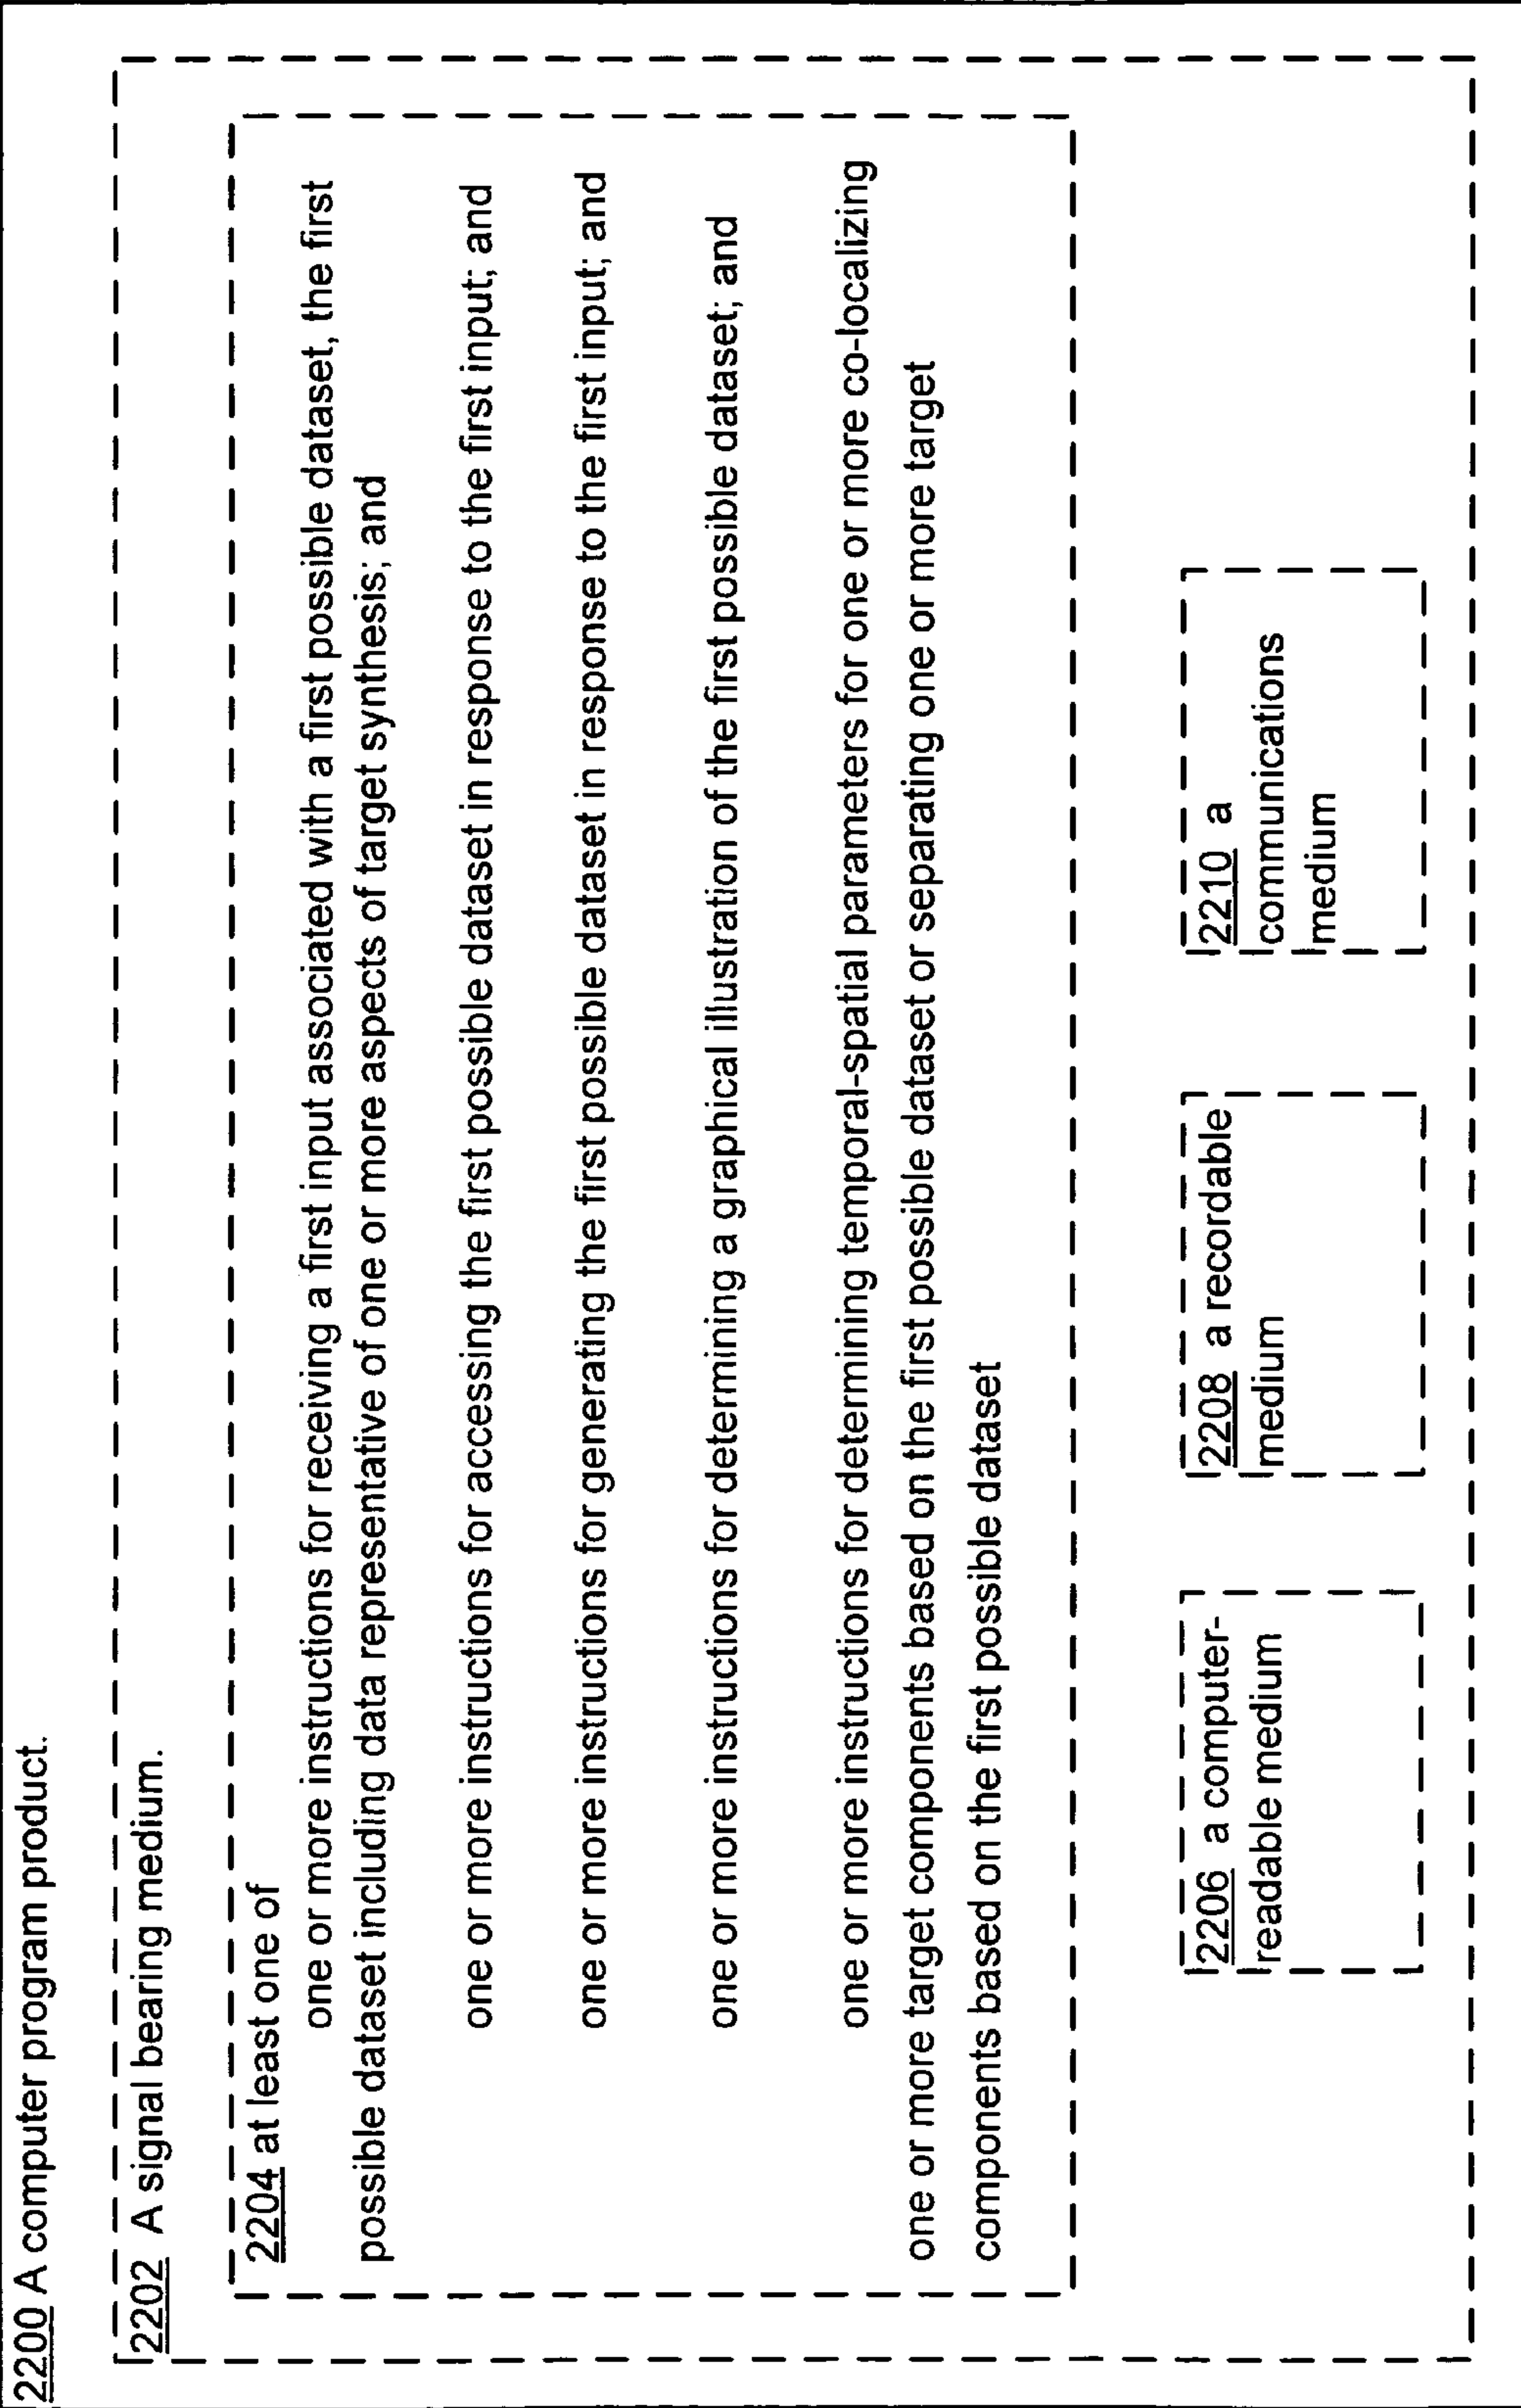 2200 A computer program product.
2202 A signal bearing medium.
2204 at least one of
one or more instructions for receiving a first input associated with a first possible dataset, the first
possible dataset including data representative of one or more aspects of target synthesis; and
one or more instructions for accessing the first possible dataset in response to the first input; and
one or more instructions for generating the first possible dataset in response to the first input; and
one or more instructions for determining a graphical illustration of the first possible dataset; and
one or more instructions for determining temporal-spatial parameters for one or more co-localizing
one or more target components based on the first possible dataset or separating one or more target
components based on the first possible dataset
2206 a computer-
readable medium
2208 a recordable
medium
2210 a
communications
medium